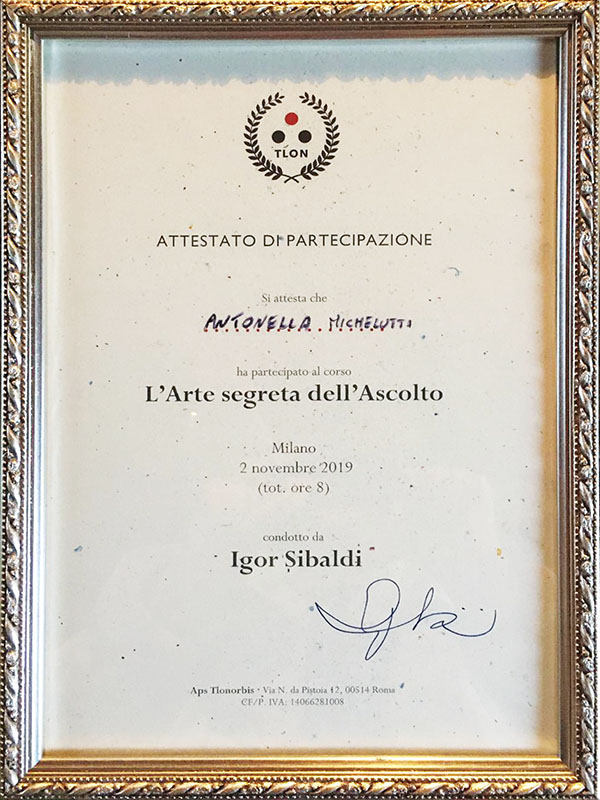 TLON
ATTESTATO DI PARTECIPAZIONE
Si attesta che
ANTONELLA MICHELUTTI
ha partecipato al corso
L'Arte segreta dell'Ascolto
Milano
2 novembre 2019
(tot. ore 8)
condotto da
Igor Sibaldi
Aps Tlonorbis · Via N. da Pistoia 12, 00514 Roma
CF/P. IVA: 14066281008